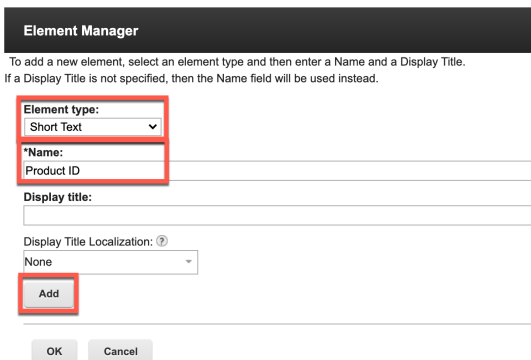 Element Manager
To add a new element, select an element type and then enter a Name and a Display Title.
If a Display Title is not specified, then the Name field will be used instead.
Element type:
Short Text
*Name:
Product ID
Display title:
Display Title Localization: ?
None
Add
OK Cancel